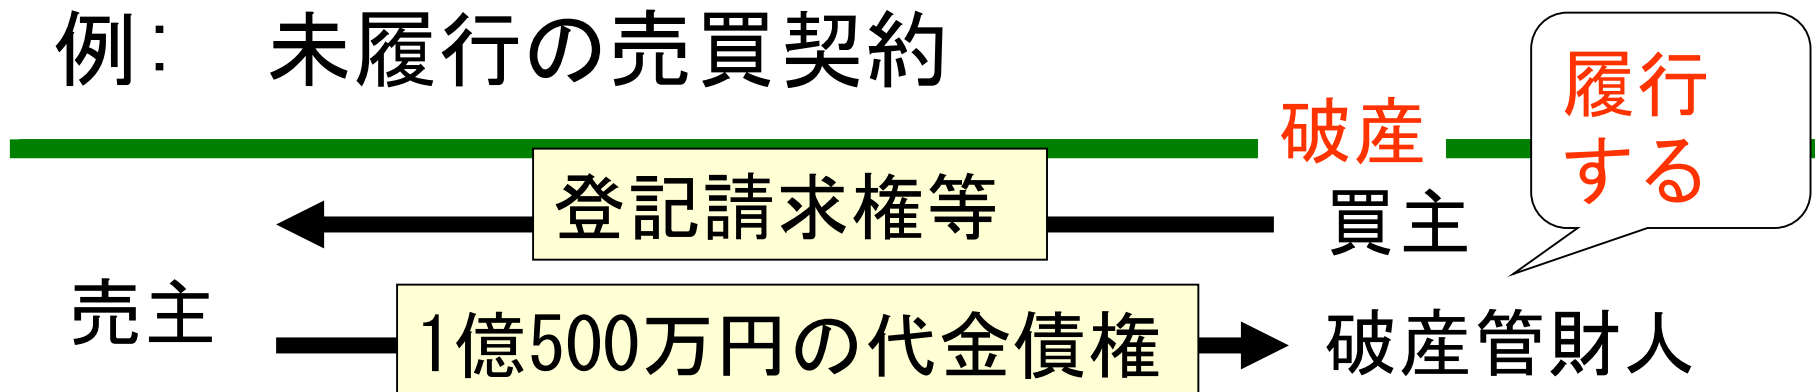 例:　未履行の売買契約
破産
履行
する
登記請求権等
買主
売主
1億500万円の代金債権
破産管財人